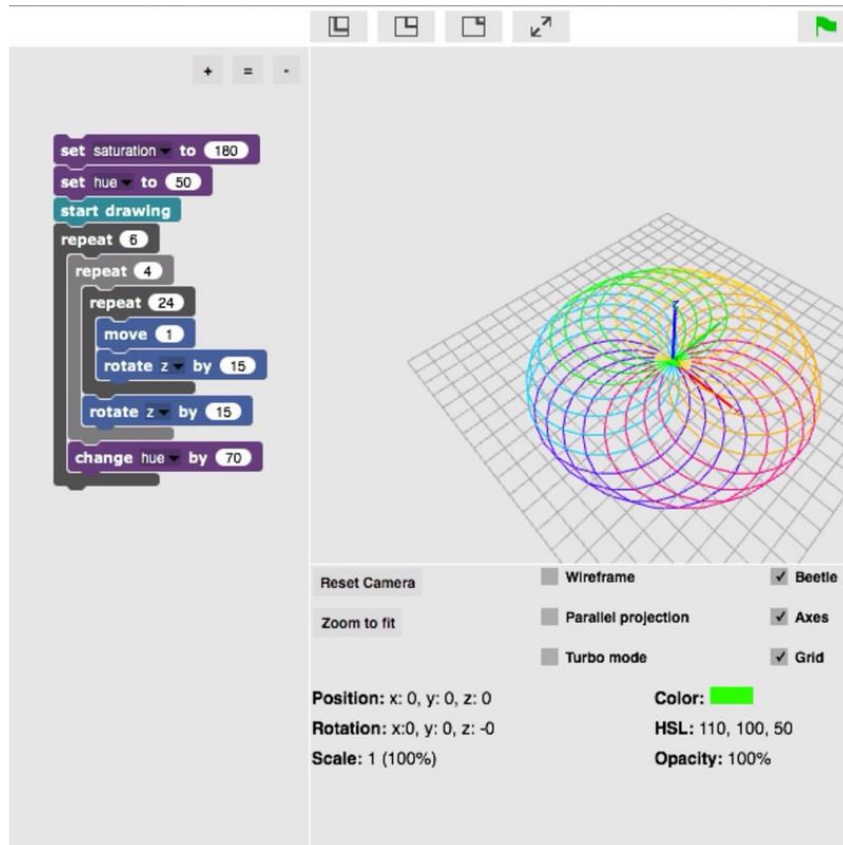 + = -
set saturation to 180
set hue to 50
start drawing
repeat 6
repeat 4
repeat 24
move 1
rotate z by 15
rotate z by 15
change hue by 70
z
Reset Camera
Zoom to fit
Wireframe
Parallel projection
Turbo mode
Beetle
Axes
Grid
Position: x: 0, y: 0, z: 0
Rotation: x:0, y: 0, z: -0
Scale: 1 (100%)
Color:
HSL: 110, 100, 50
Opacity: 100%